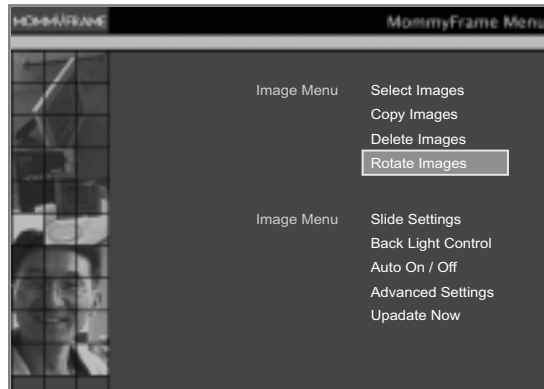 MOMMYFRAME
MommyFrame Menu
Image Menu Select Images
Copy Images
Delete Images
Rotate Images
Image Menu Slide Settings
Back Light Control
Auto On / Off
Advanced Settings
Upadate Now